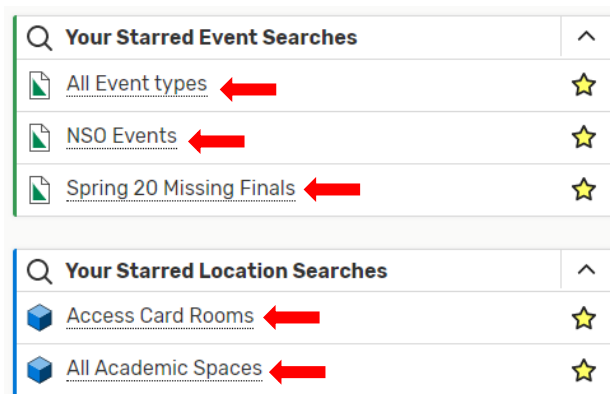 Your Starred Event Searches
All Event types
NSO Events
Spring 20 Missing Finals
Your Starred Location Searches
Access Card Rooms
All Academic Spaces